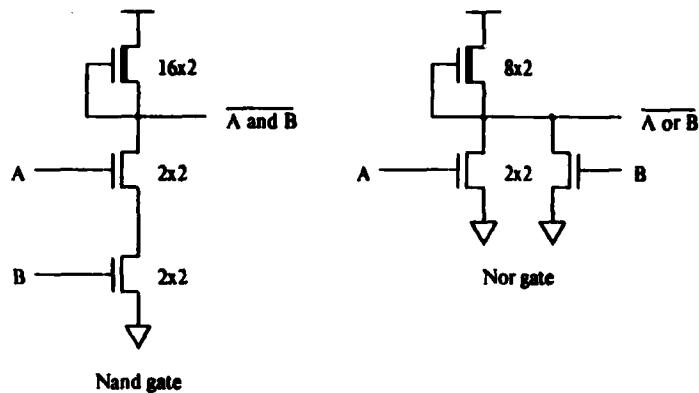 16x2
A and B
A
2x2
B
2x2
Nand gate
8x2
A or B
A
2x2
B
Nor gate